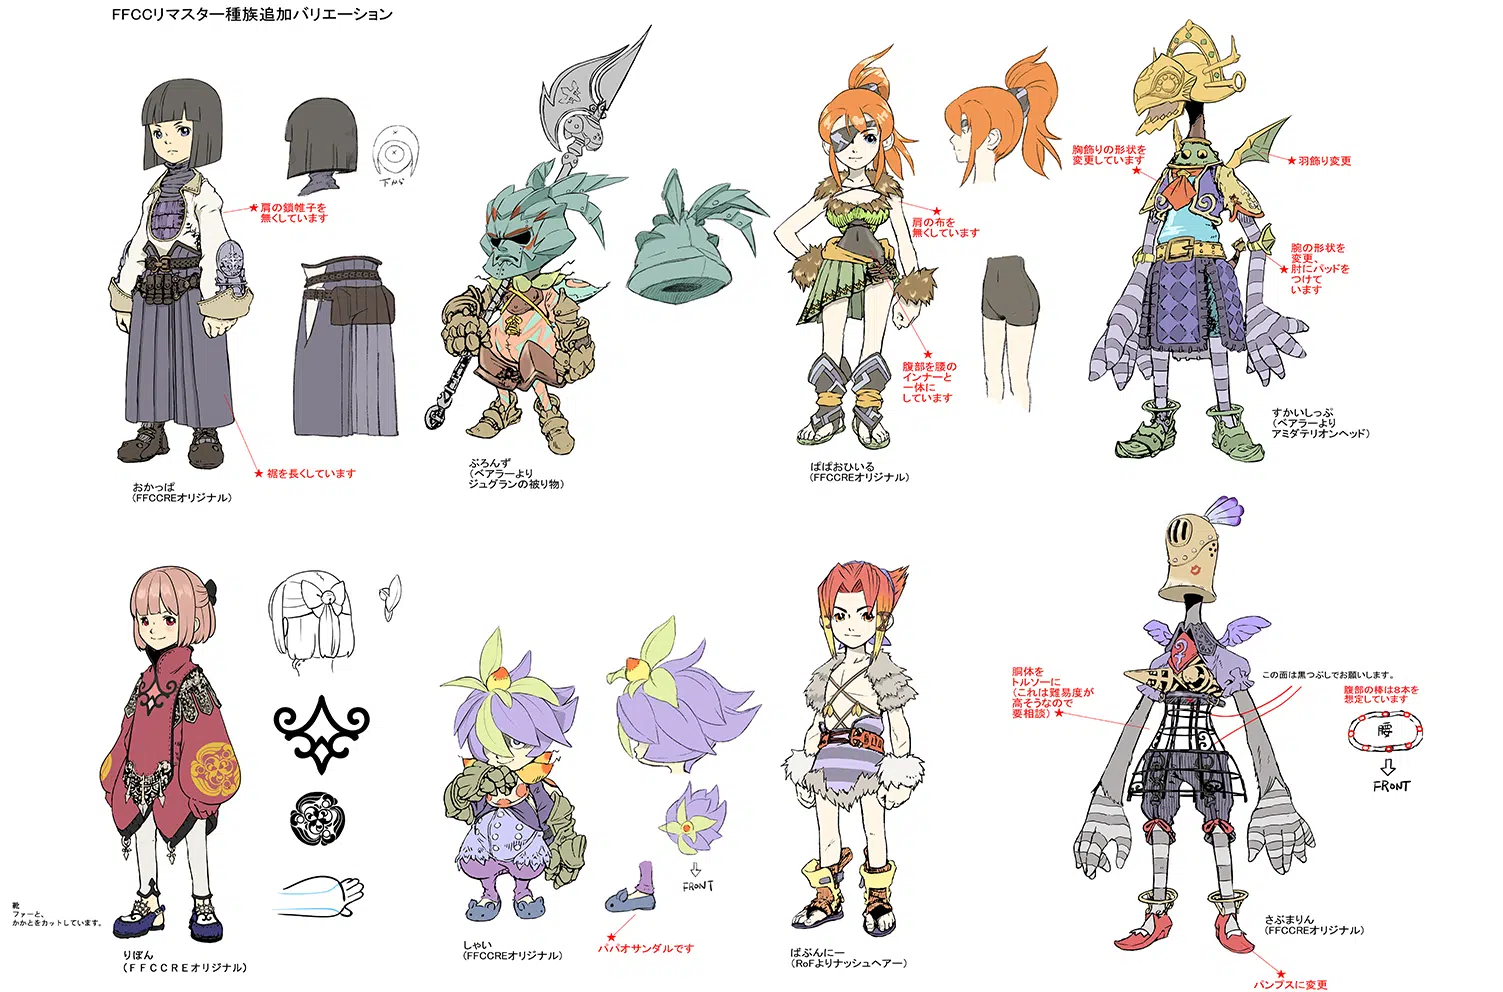 FFCCリマスター種族追加バリエーション
★肩の鎖帷子を
無くしています
下から
★裾を長くしています
おかっぱ
(FFCCREオリジナル)
ぶろんず
(ベアラーより
ジュグランの被り物)
★
肩の布を
無くしています
★
腹部を腰の
インナーと
一体に
しています
ぱぱおひいる
(FFCCREオリジナル)
胸飾りの形状を
変更しています
★
★羽飾り変更
腕の形状を
変更、
★肘にパッドを
つけて
います
すかいしっぷ
(ベアラーより
アミダテリオンヘッド)
靴
ファーと、
かかとをカットしています。
りぼん
(FFCCREオリジナル)
FRONT
★
パパオサンダルです
しゃい
(FFCCREオリジナル)
ぱぶんにー
(RoFよりナッシュヘアー)
胴体を
トルソーに
(これは難易度が
高そうなので
要相談)★
この面は黒つぶしでお願いします。
腹部の棒は8本を
想定しています
腰
FRONT
さぶまりん
(FFCCREオリジナル)
★
パンプスに変更